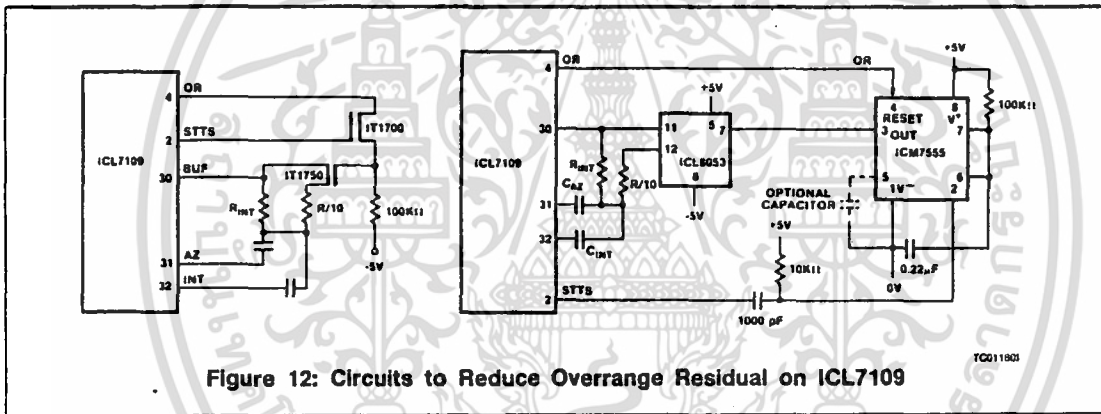 ICL7109
4
OR
2
STTS
30
BUF
31
AZ
32
INT
IT1700
IT1750
RINT
R/10
100KΩ
-5V
ICL7109
4
OR
OR
30
31
32
2
STTS
RINT
R/10
CAZ
CINT
11
12
+5V
5
7
ICL8053
6
-5V
+5V
10KΩ
1000 pF
+5V
4
8
RESET
V+
7
3
OUT
ICM7555
5
6
1V−
2
100KΩ
OPTIONAL
CAPACITOR
0.22µF
0V
TC011801
Figure 12: Circuits to Reduce Overrange Residual on ICL7109